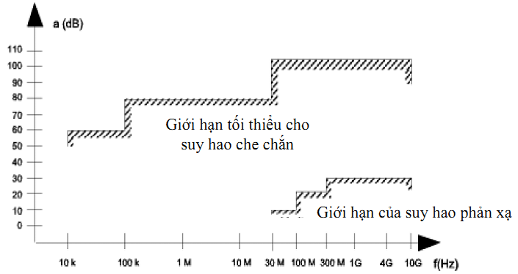 a (dB)
110
100
90
80
70
60
50
40
30
20
10
0
Giới hạn tối thiểu cho
suy hao che chắn
Giới hạn của suy hao phản xạ
10 k 100 k 1 M 10 M 30 M 100 M 300 M 1G 4G 10G f(Hz)